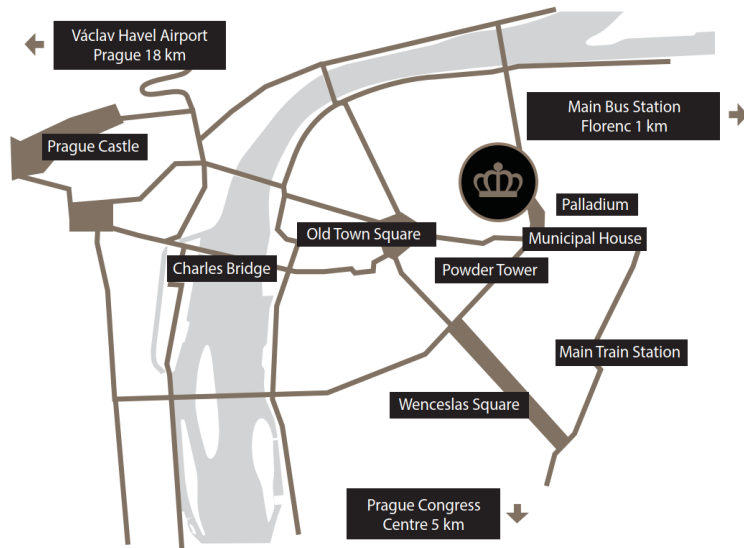 Václav Havel Airport
Prague 18 km
Main Bus Station
Florenc 1 km
Prague Castle
Palladium
Old Town Square
Municipal House
Charles Bridge
Powder Tower
Main Train Station
Wenceslas Square
Prague Congress
Centre 5 km